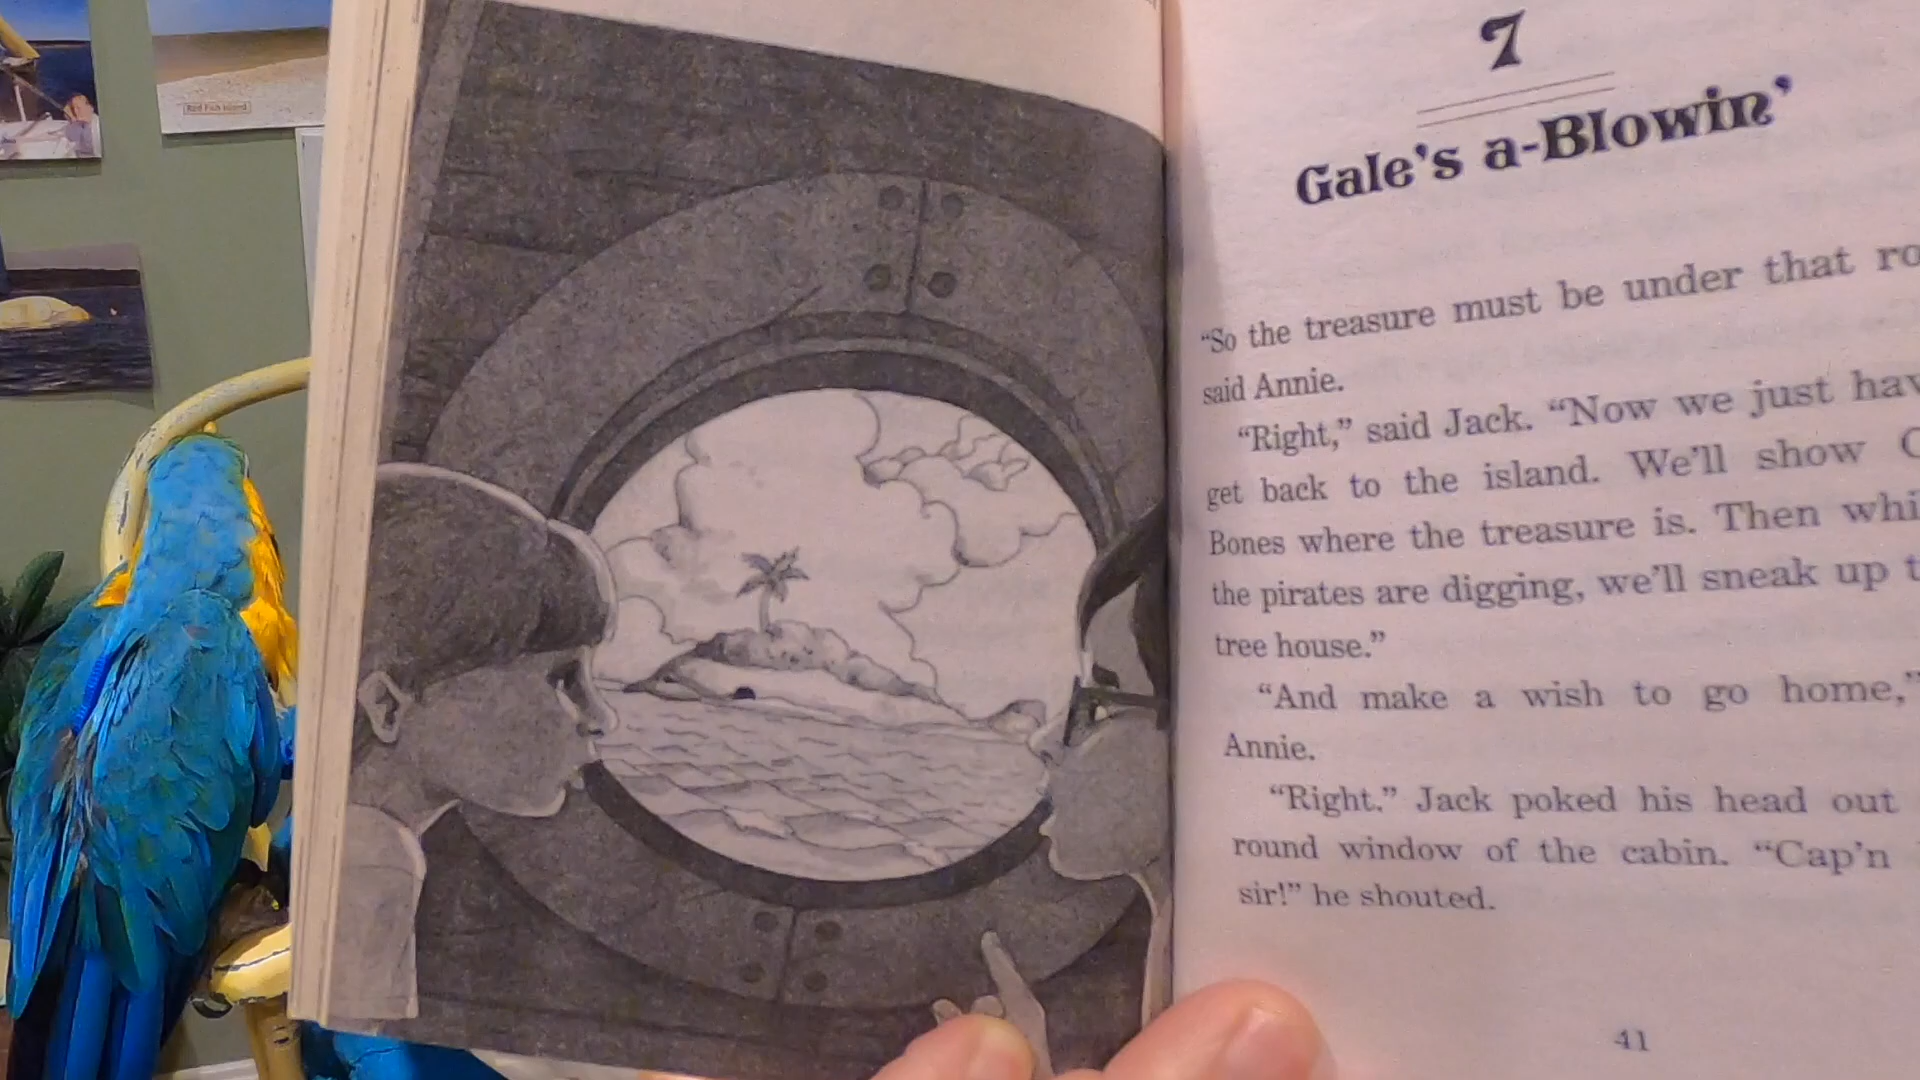 Red Fish Island
7
Gale's a-Blowin'
“So the treasure must be under that
said Annie.
“Right,” said Jack. “Now we just
get back to the island. We'll show
Bones where the treasure is. Then
the pirates are digging, we'll sneak up
tree house.”
“And make a wish to go home,”
Annie.
“Right.” Jack poked his head out
round window of the cabin. “Cap'n
sir!” he shouted.
41